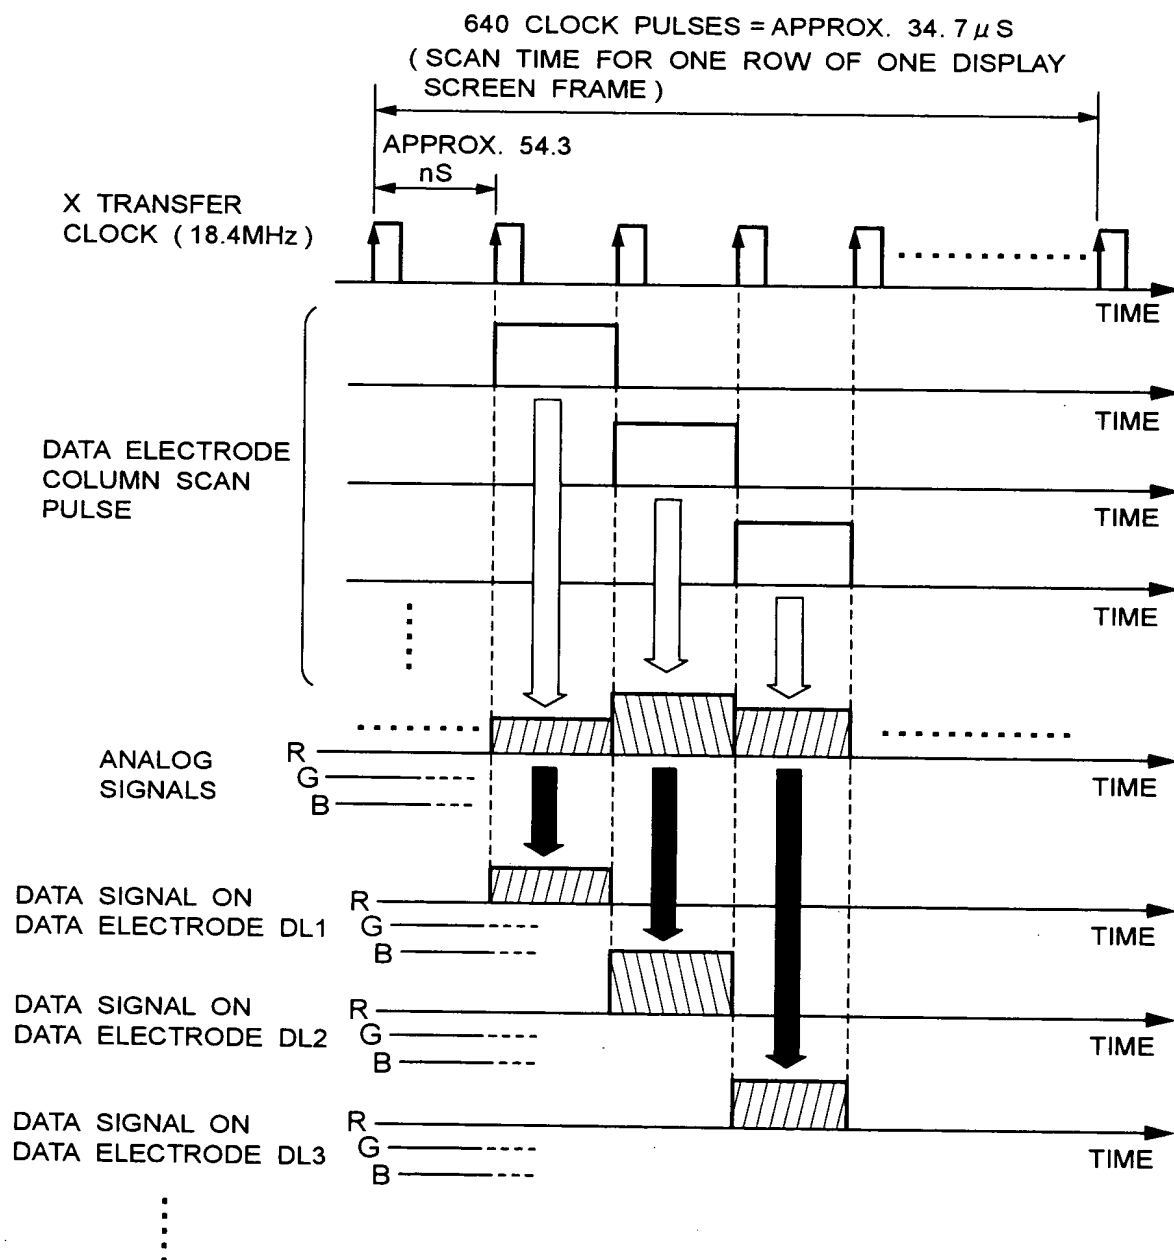 640 CLOCK PULSES = APPROX. 34.7 μS
( SCAN TIME FOR ONE ROW OF ONE DISPLAY
SCREEN FRAME )
APPROX. 54.3
nS
X TRANSFER
CLOCK ( 18.4MHz )
TIME
TIME
DATA ELECTRODE
COLUMN SCAN
PULSE
TIME
TIME
ANALOG
SIGNALS
R
G
B
TIME
DATA SIGNAL ON
DATA ELECTRODE DL1
R
G
B
TIME
DATA SIGNAL ON
DATA ELECTRODE DL2
R
G
B
TIME
DATA SIGNAL ON
DATA ELECTRODE DL3
R
G
B
TIME